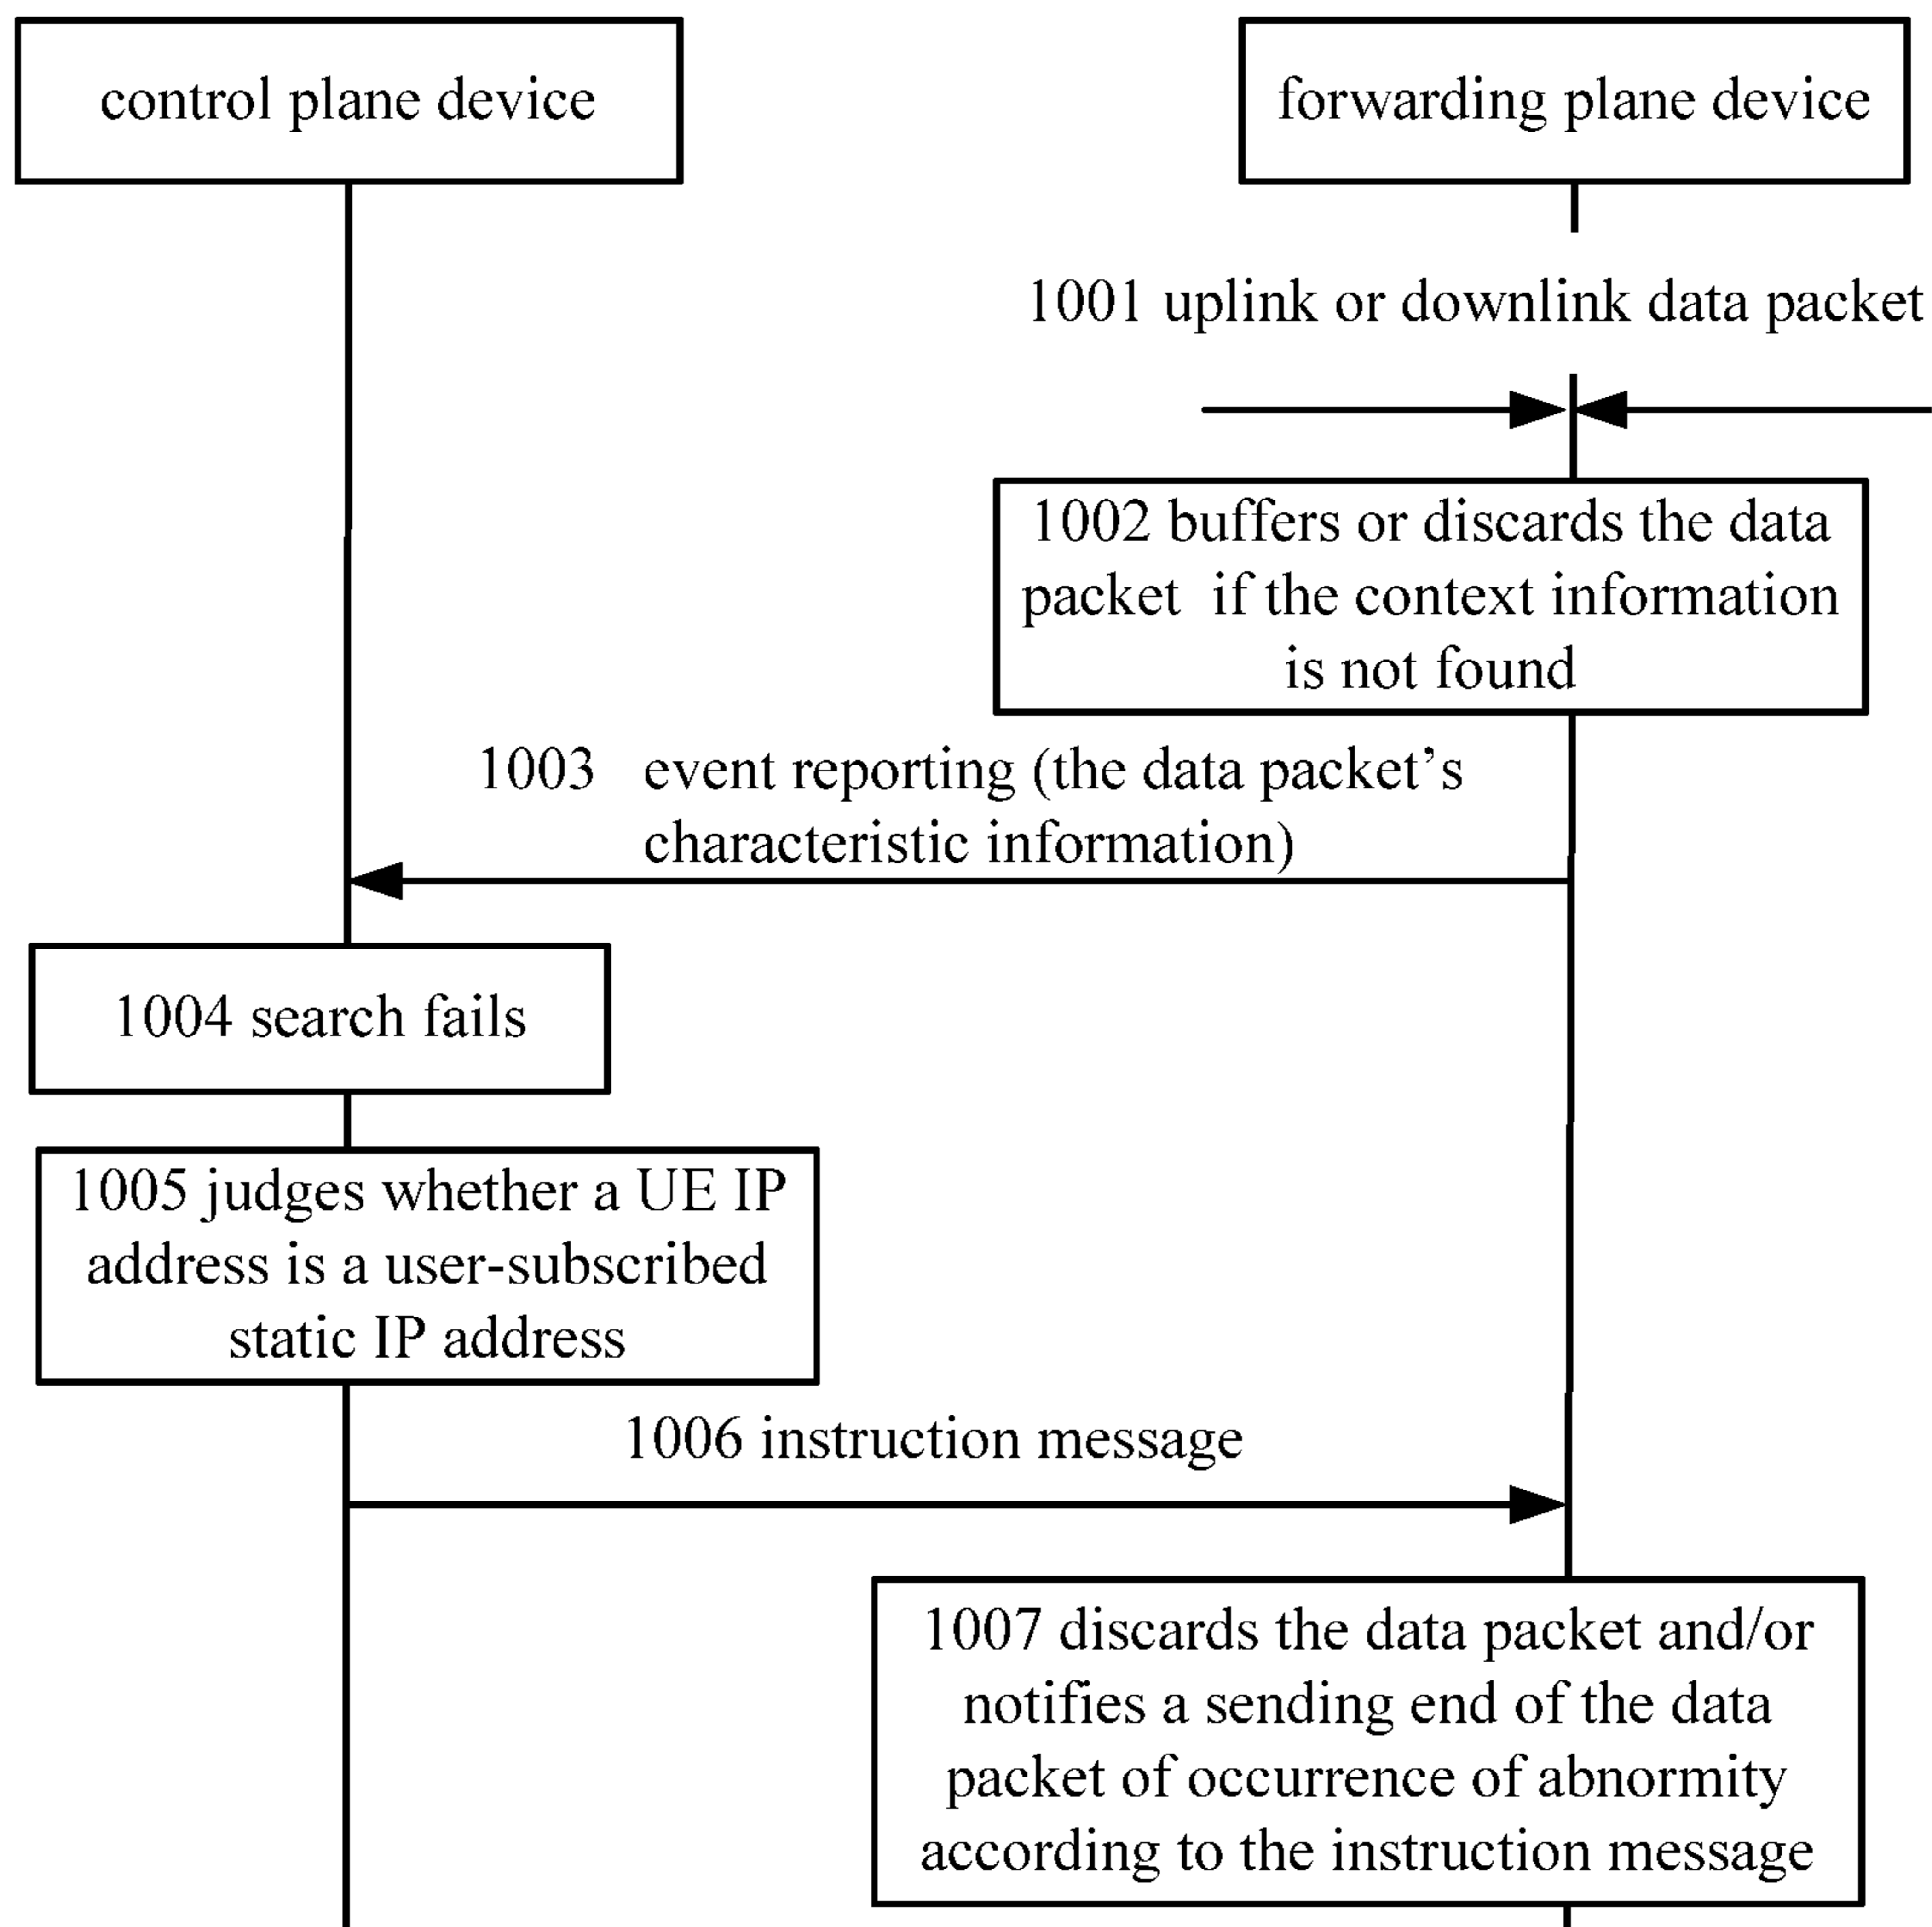 control plane device
forwarding plane device
1001 uplink or downlink data packet
1002 buffers or discards the data
packet if the context information
is not found
1003 event reporting (the data packet’s
characteristic information)
1004 search fails
1005 judges whether a UE IP
address is a user-subscribed
static IP address
1006 instruction message
1007 discards the data packet and/or
notifies a sending end of the data
packet of occurrence of abnormity
according to the instruction message